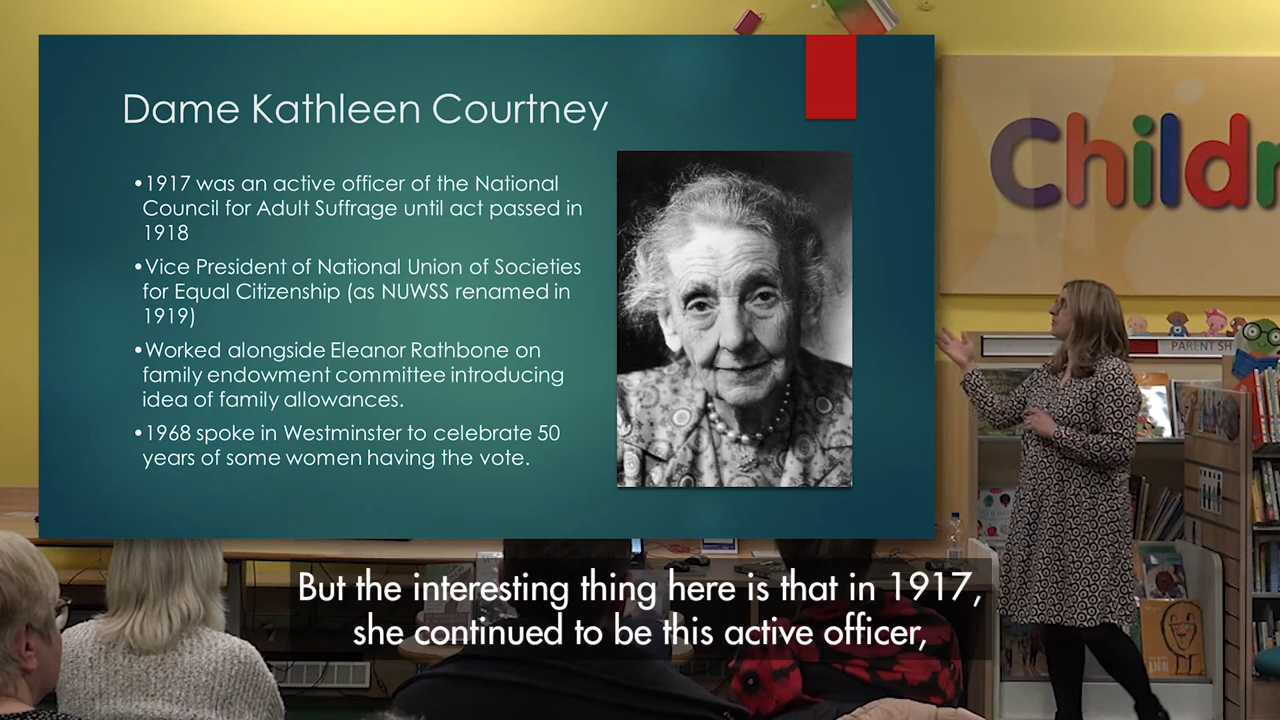 Dame Kathleen Courtney
•1917 was an active officer of the National
Council for Adult Suffrage until act passed in
1918
•Vice President of National Union of Societies
for Equal Citizenship (as NUWSS renamed in
1919)
•Worked alongside Eleanor Rathbone on
family endowment committee introducing
idea of family allowances.
•1968 spoke in Westminster to celebrate 50
years of some women having the vote.
Childr
PARENT SH
LION
But the interesting thing here is that in 1917,
she continued to be this active officer,